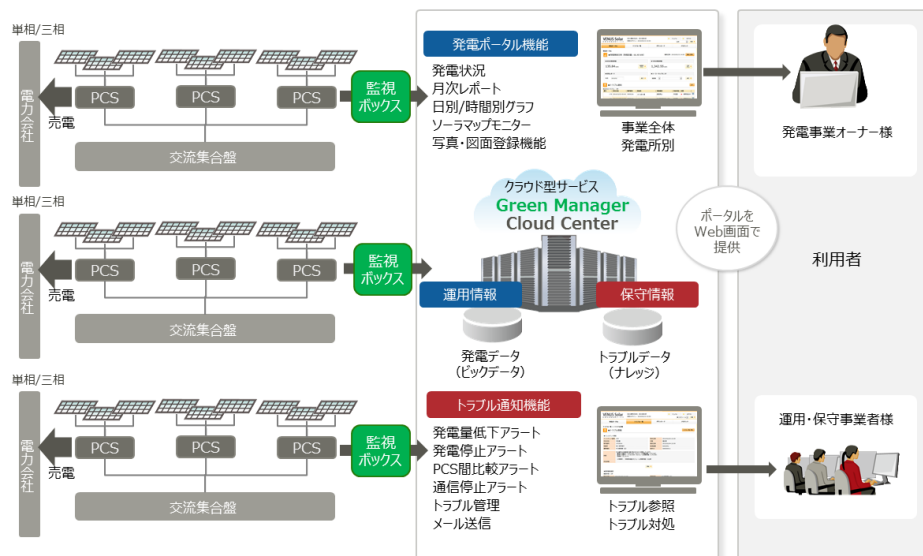 単相/三相
電力会社
売電
PCS
PCS
PCS
交流集合盤
監視
ボックス
単相/三相
電力会社
売電
PCS
PCS
PCS
交流集合盤
監視
ボックス
単相/三相
電力会社
売電
PCS
PCS
PCS
交流集合盤
監視
ボックス
発電ポータル機能
発電状況
月次レポート
日別/時間別グラフ
ソーラマップモニター
写真・図面登録機能
VENUS Solar
事業全体
発電所別
クラウド型サービス
Green Manager
Cloud Center
運用情報
保守情報
発電データ
(ビックデータ)
トラブルデータ
(ナレッジ)
トラブル通知機能
発電量低下アラート
発電停止アラート
PCS間比較アラート
通信停止アラート
トラブル管理
メール送信
トラブル参照
トラブル対処
ポータルを
Web画面で
提供
発電事業オーナー様
利用者
運用・保守事業者様